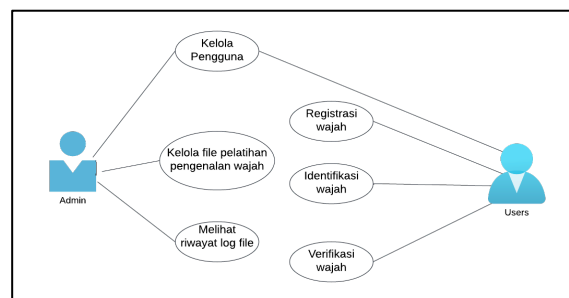 Kelola
Pengguna
Registrasi
wajah
Kelola file pelatihan
pengenalan wajah
Identifikasi
wajah
Admin
Users
Melihat
riwayat log file
Verifikasi
wajah